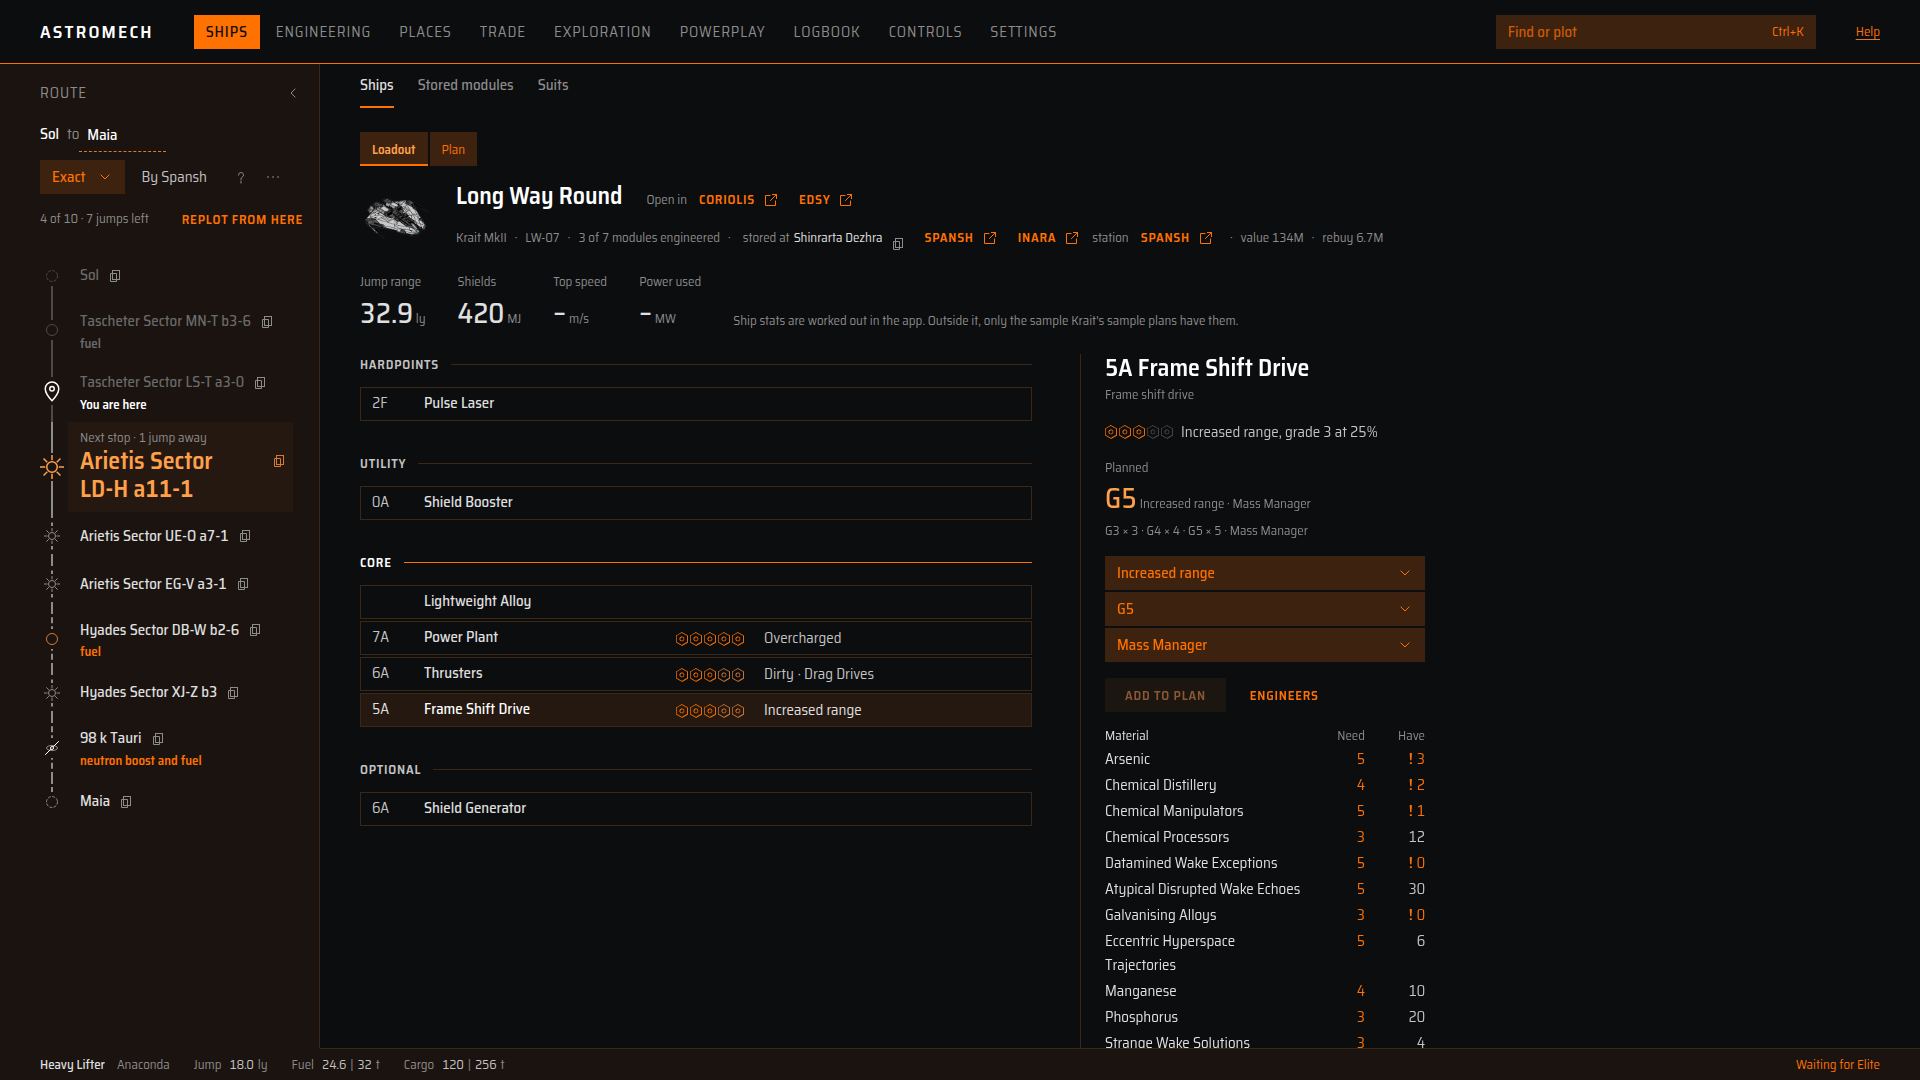 ASTROMECH
SHIPS ENGINEERING PLACES TRADE EXPLORATION POWERPLAY LOGBOOK CONTROLS SETTINGS
Find or plot Ctrl+K
Help
ROUTE
Sol to Maia
Exact By Spansh ? ···
4 of 10 · 7 jumps left REPLOT FROM HERE
Sol
Tascheter Sector MN-T b3-6
fuel
Tascheter Sector LS-T a3-0
You are here
Next stop · 1 jump away
Arietis Sector
LD-H a11-1
Arietis Sector UE-O a7-1
Arietis Sector EG-V a3-1
Hyades Sector DB-W b2-6
fuel
Hyades Sector XJ-Z b3
98 k Tauri
neutron boost and fuel
Maia
Ships Stored modules Suits
Loadout Plan
Long Way Round Open in CORIOLIS EDSY
Krait MkII · LW-07 · 3 of 7 modules engineered · stored at Shinrarta Dezhra SPANSH INARA station SPANSH · value 134M · rebuy 6.7M
Jump range Shields Top speed Power used
32.9 ly 420 MJ – m/s – MW Ship stats are worked out in the app. Outside it, only the sample Krait's sample plans have them.
HARDPOINTS
2F Pulse Laser
UTILITY
0A Shield Booster
CORE
Lightweight Alloy
7A Power Plant Overcharged
6A Thrusters Dirty · Drag Drives
5A Frame Shift Drive Increased range
OPTIONAL
6A Shield Generator
5A Frame Shift Drive
Frame shift drive
Increased range, grade 3 at 25%
Planned
G5 Increased range · Mass Manager
G3 × 3 · G4 × 4 · G5 × 5 · Mass Manager
Increased range
G5
Mass Manager
ADD TO PLAN ENGINEERS
Material Need Have
Arsenic 5 ! 3
Chemical Distillery 4 ! 2
Chemical Manipulators 5 ! 1
Chemical Processors 3 12
Datamined Wake Exceptions 5 ! 0
Atypical Disrupted Wake Echoes 5 30
Galvanising Alloys 3 ! 0
Eccentric Hyperspace 5 6
Trajectories
Manganese 4 10
Phosphorus 3 20
Strange Wake Solutions 3 4
Heavy Lifter Anaconda Jump 18.0 ly Fuel 24.6 | 32 t Cargo 120 | 256 t
Waiting for Elite